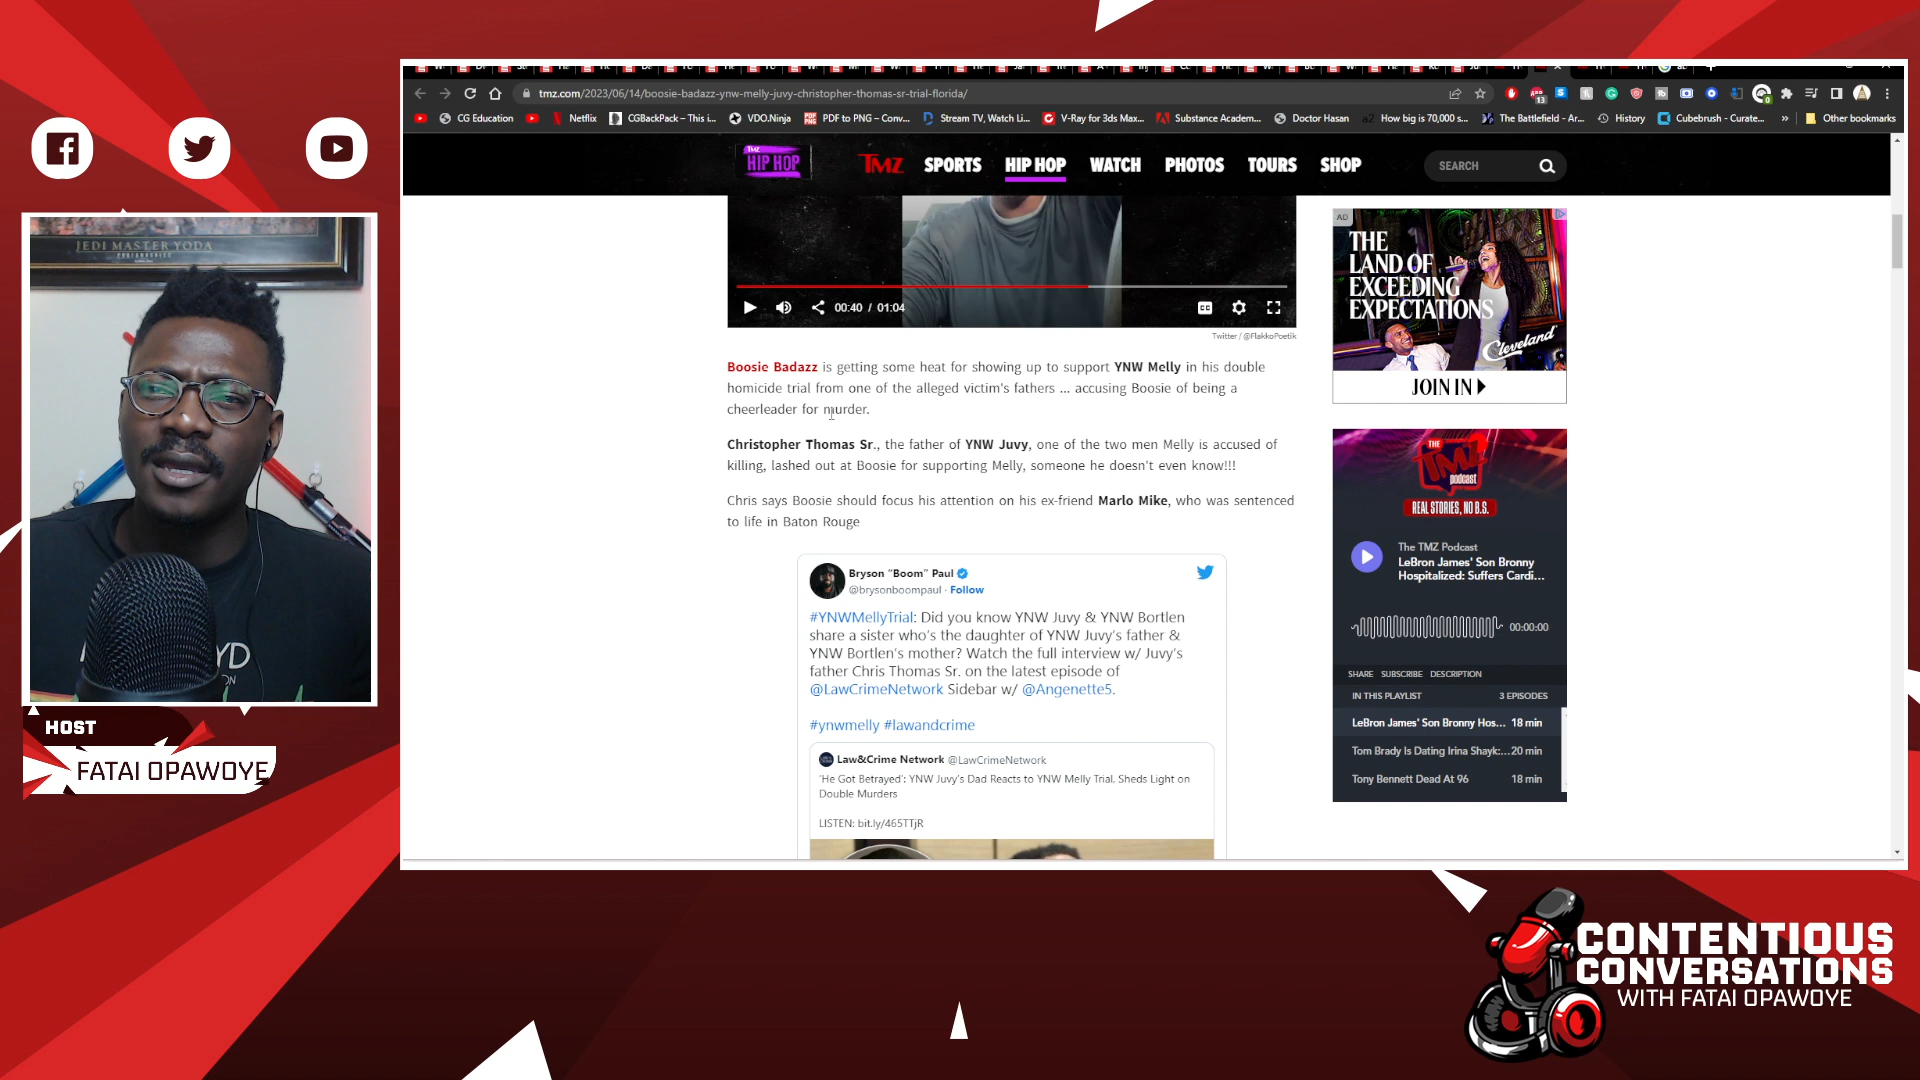 tmz.com/2023/06/14/boosie-badazz-ynw-melly-juvy-christopher-thomas-sr-trial-florida/
CG Education
Netflix
CGBackPack – This i...
VDO.Ninja
PDF to PNG – Conv...
Stream TV, Watch Li...
V-Ray for 3ds Max...
Substance Academ...
Doctor Hasan
How big is 70,000 s...
The Battlefield - Ar...
History
Cubebrush - Curate...
»
Other bookmarks
TMZ
HIP HOP
TMZ
SPORTS
HIP HOP
WATCH
PHOTOS
TOURS
SHOP
SEARCH
JEDI MASTER YODA
00:40 / 01:04
CC
Twitter / @FlakkoPoetik
Boosie Badazz is getting some heat for showing up to support YNW Melly in his double
homicide trial from one of the alleged victim's fathers ... accusing Boosie of being a
cheerleader for murder.
Christopher Thomas Sr., the father of YNW Juvy, one of the two men Melly is accused of
killing, lashed out at Boosie for supporting Melly, someone he doesn't even know!!!
Chris says Boosie should focus his attention on his ex-friend Marlo Mike, who was sentenced
to life in Baton Rouge
Bryson "Boom" Paul
@brysonboompaul · Follow
#YNWMellyTrial: Did you know YNW Juvy & YNW Bortlen
share a sister who's the daughter of YNW Juvy's father &
YNW Bortlen's mother? Watch the full interview w/ Juvy's
father Chris Thomas Sr. on the latest episode of
@LawCrimeNetwork Sidebar w/ @Angenette5.
#ynwmelly #lawandcrime
Law&Crime Network @LawCrimeNetwork
'He Got Betrayed': YNW Juvy's Dad Reacts to YNW Melly Trial, Sheds Light on
Double Murders
LISTEN: bit.ly/465TTjR
AD
THE
LAND OF
EXCEEDING
EXPECTATIONS
Cleveland
JOIN IN
THE
TMZ
podcast
REAL STORIES, NO B.S.
The TMZ Podcast
LeBron James' Son Bronny
Hospitalized: Suffers Cardi...
00:00:00
SHARE SUBSCRIBE DESCRIPTION
IN THIS PLAYLIST 3 EPISODES
LeBron James' Son Bronny Hos... 18 min
Tom Brady Is Dating Irina Shayk:... 20 min
Tony Bennett Dead At 96 18 min
HOST
FATAI OPAWOYE
CONTENTIOUS
CONVERSATIONS
WITH FATAI OPAWOYE